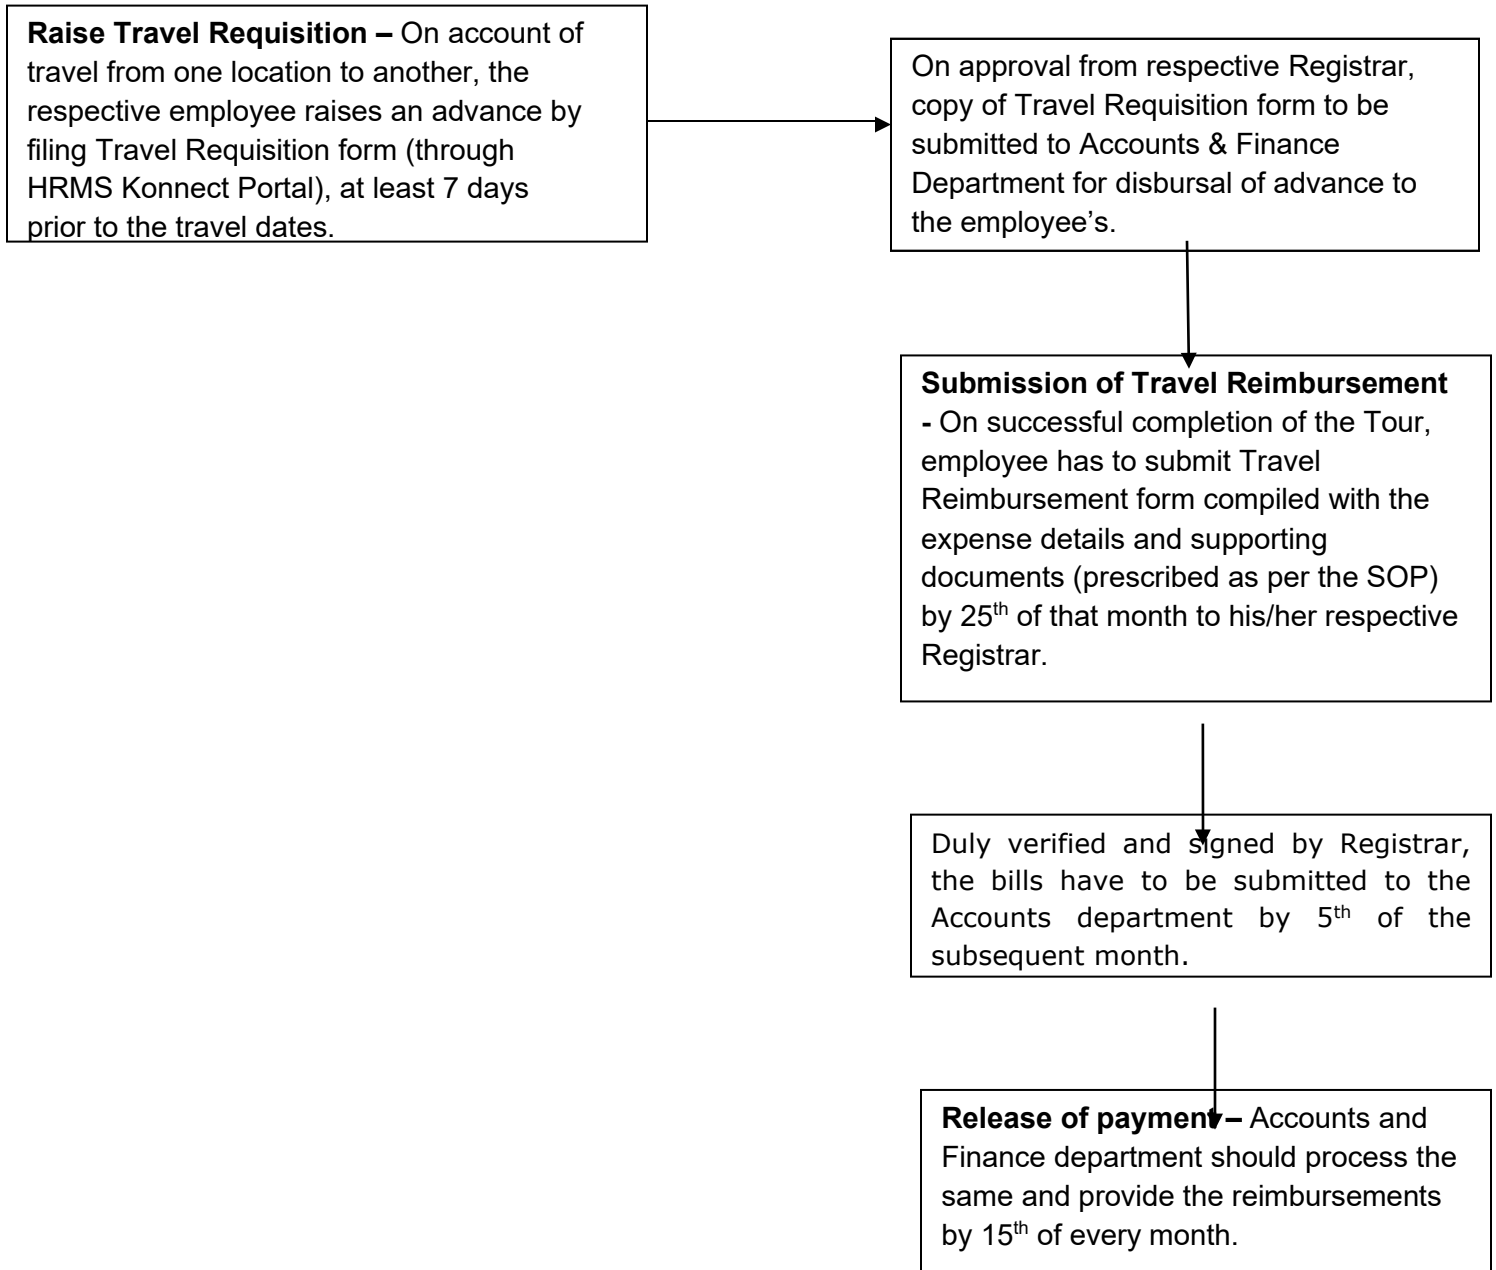 Raise Travel Requisition – On account of
travel from one location to another, the
respective employee raises an advance by
filing Travel Requisition form (through
HRMS Konnect Portal), at least 7 days
prior to the travel dates.
On approval from respective Registrar,
copy of Travel Requisition form to be
submitted to Accounts & Finance
Department for disbursal of advance to
the employee’s.
Submission of Travel Reimbursement
- On successful completion of the Tour,
employee has to submit Travel
Reimbursement form compiled with the
expense details and supporting
documents (prescribed as per the SOP)
by 25th of that month to his/her respective
Registrar.
Duly verified and signed by Registrar,
the bills have to be submitted to the
Accounts department by 5th of the
subsequent month.
Release of payment – Accounts and
Finance department should process the
same and provide the reimbursements
by 15th of every month.